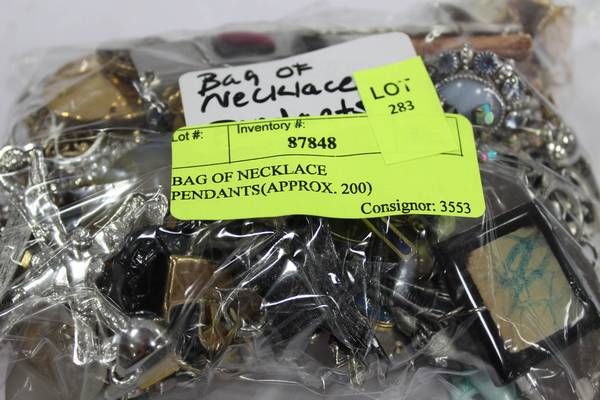 Bag of
Necklace
LOT
283
Lot #:
Inventory #:
87848
BAG OF NECKLACE
PENDANTS(APPROX. 200)
Consignor: 3553